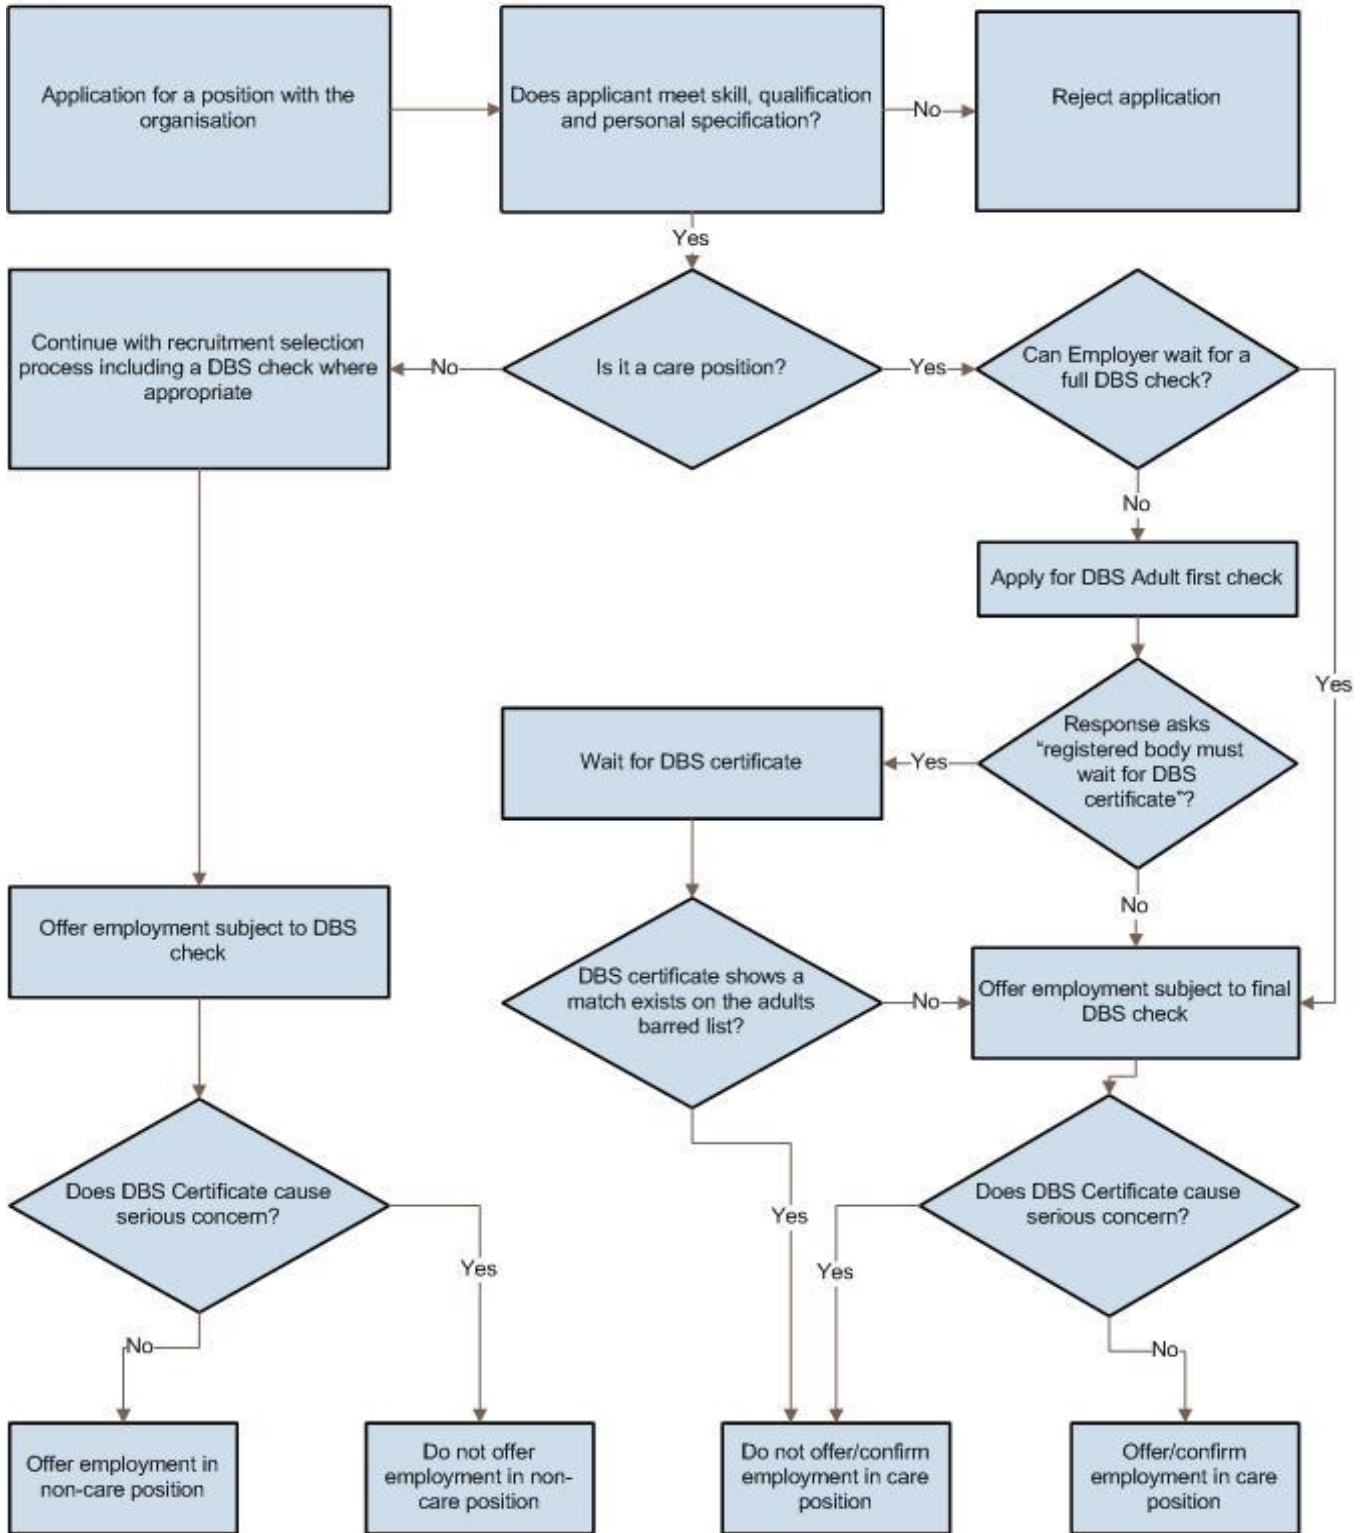 Application for a position with the
organisation
Does applicant meet skill, qualification
and personal specification?
No
Reject application
Yes
Continue with recruitment selection
process including a DBS check where
appropriate
No
Is it a care position?
Yes
Can Employer wait for a
full DBS check?
No
Apply for DBS Adult first check
Yes
Wait for DBS certificate
Yes
Response asks
“registered body must
wait for DBS
certificate”?
No
Offer employment subject to DBS
check
DBS certificate shows a
match exists on the adults
barred list?
No
Offer employment subject to final
DBS check
Does DBS Certificate cause
serious concern?
Yes
Yes
Yes
Does DBS Certificate cause
serious concern?
No
No
Offer employment in
non-care position
Do not offer
employment in non-
care position
Do not offer/confirm
employment in care
position
Offer/confirm
employment in care
position